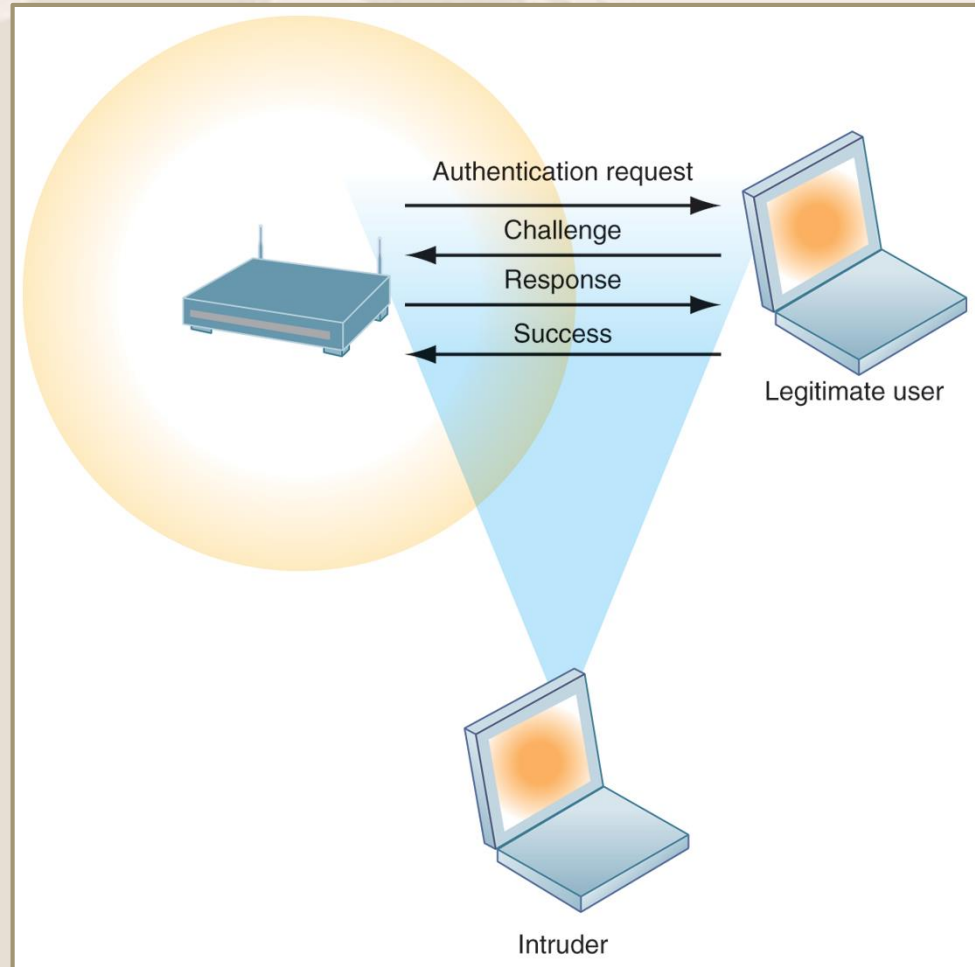 Authentication request
Challenge
Response
Success
Legitimate user
Intruder